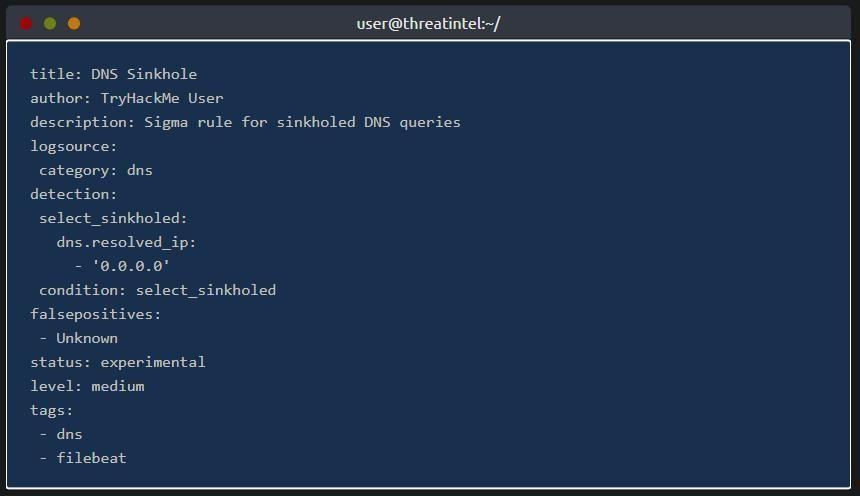 user@threatintel:~/
title: DNS Sinkhole
author: TryHackMe User
description: Sigma rule for sinkholed DNS queries
logsource:
 category: dns
detection:
 select_sinkholed:
   dns.resolved_ip:
     - '0.0.0.0'
 condition: select_sinkholed
falsepositives:
 - Unknown
status: experimental
level: medium
tags:
 - dns
 - filebeat